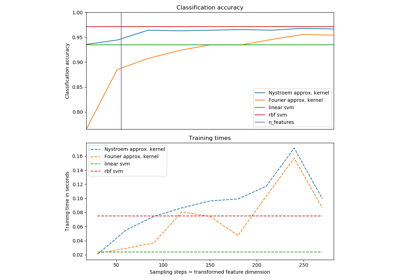 Classification accuracy
1.00
0.95
0.90
0.85
0.80
Classification accuracy
Nystroem approx. kernel
Fourier approx. kernel
linear svm
rbf svm
n_features
Training times
0.16
0.14
0.12
0.10
0.08
0.06
0.04
0.02
Training time in seconds
Nystroem approx. kernel
Fourier approx. kernel
linear svm
rbf svm
50
100
150
200
250
Sampling steps = transformed feature dimension